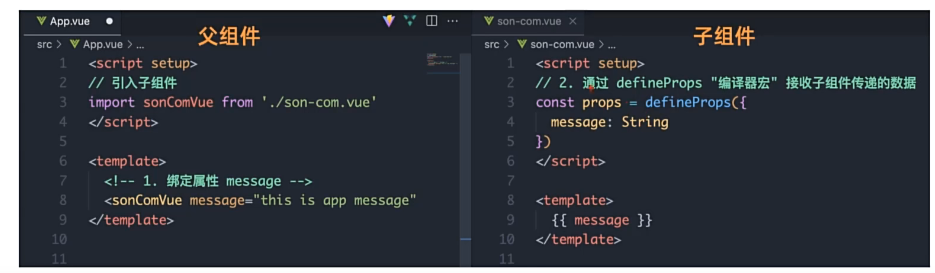 App.vue
父组件
src > App.vue > ...
1 <script setup>
2 // 引入子组件
3 import sonComVue from './son-com.vue'
4 </script>
5
6 <template>
7 <!-- 1. 绑定属性 message -->
8 <sonComVue message="this is app message"
9 </template>
10
11
son-com.vue
子组件
src > son-com.vue > ...
1 <script setup>
2 // 2. 通过 defineProps "编译器宏" 接收子组件传递的数据
3 const props = defineProps({
4 message: String
5 })
6 </script>
7
8 <template>
9 {{ message }}
10 </template>
11